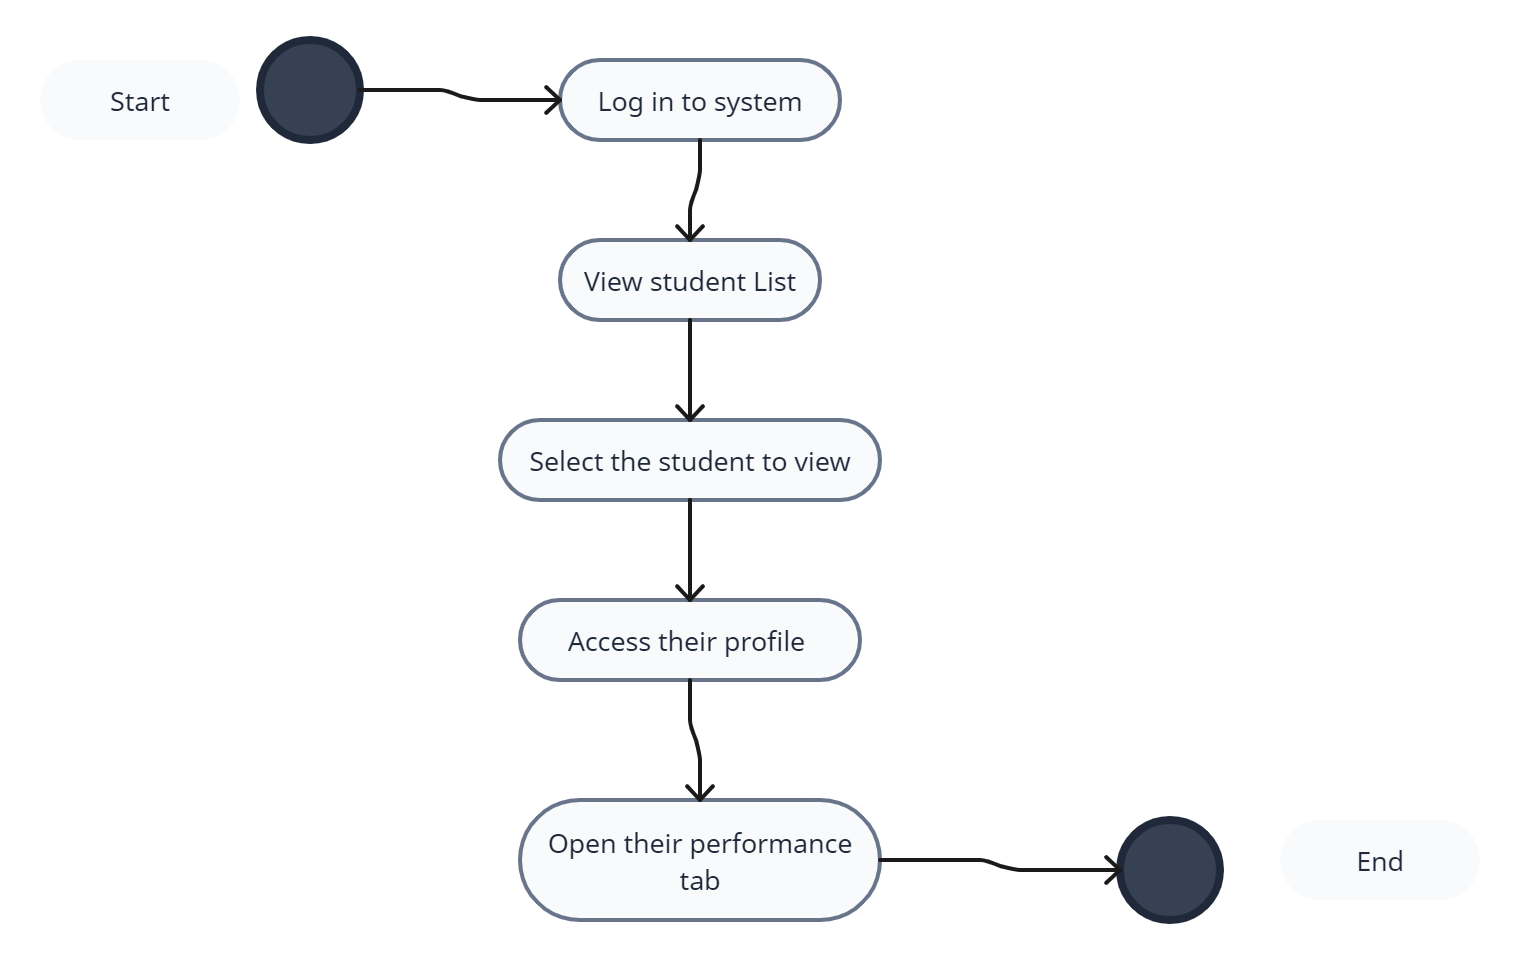 Start
Log in to system
View student List
Select the student to view
Access their profile
Open their performance
tab
End